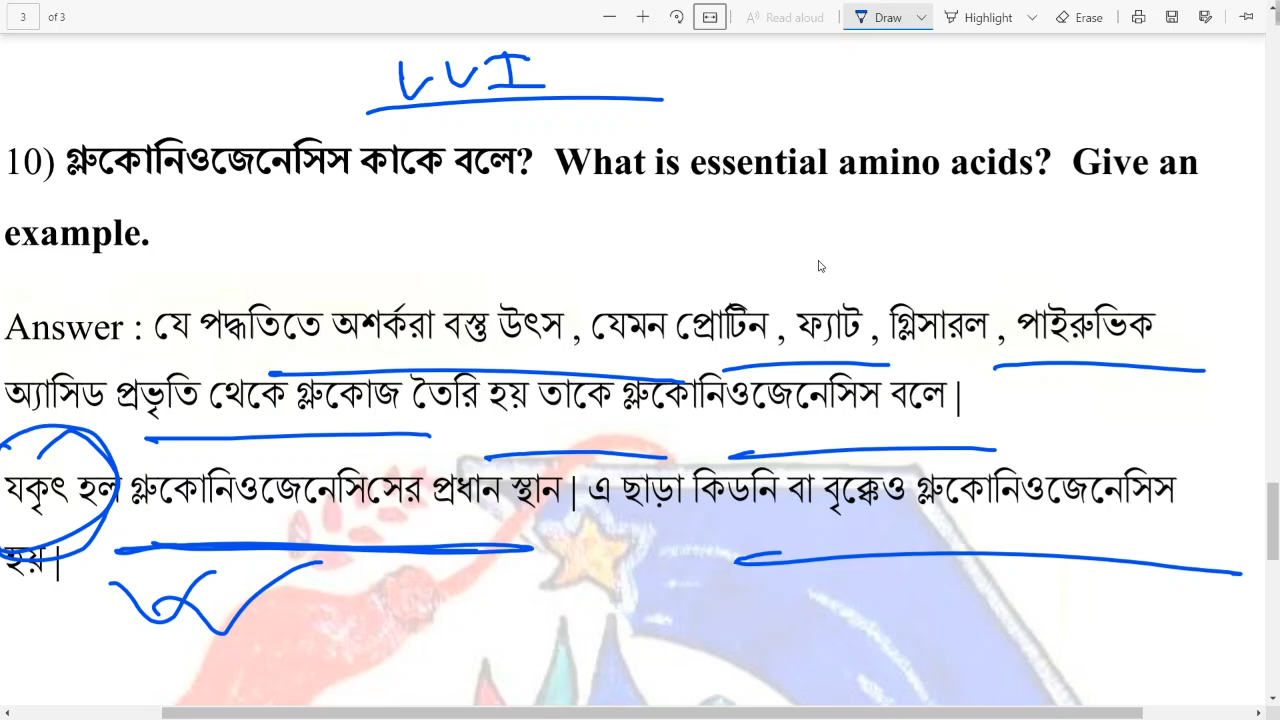 3 of 3 Read aloud Draw Highlight Erase
VVI
10) গ্লুকোনিওজেনেসিস কাকে বলে? What is essential amino acids? Give an
example.
Answer : যে পদ্ধতিতে অশর্করা বস্তু উৎস , যেমন প্রোটিন , ফ্যাট , গ্লিসারল , পাইরুভিক
অ্যাসিড প্রভৃতি থেকে গ্লুকোজ তৈরি হয় তাকে গ্লুকোনিওজেনেসিস বলে |
যকৃৎ হল গ্লুকোনিওজেনেসিসের প্রধান স্থান | এ ছাড়া কিডনি বা বৃক্কেও গ্লুকোনিওজেনেসিস
হয় |